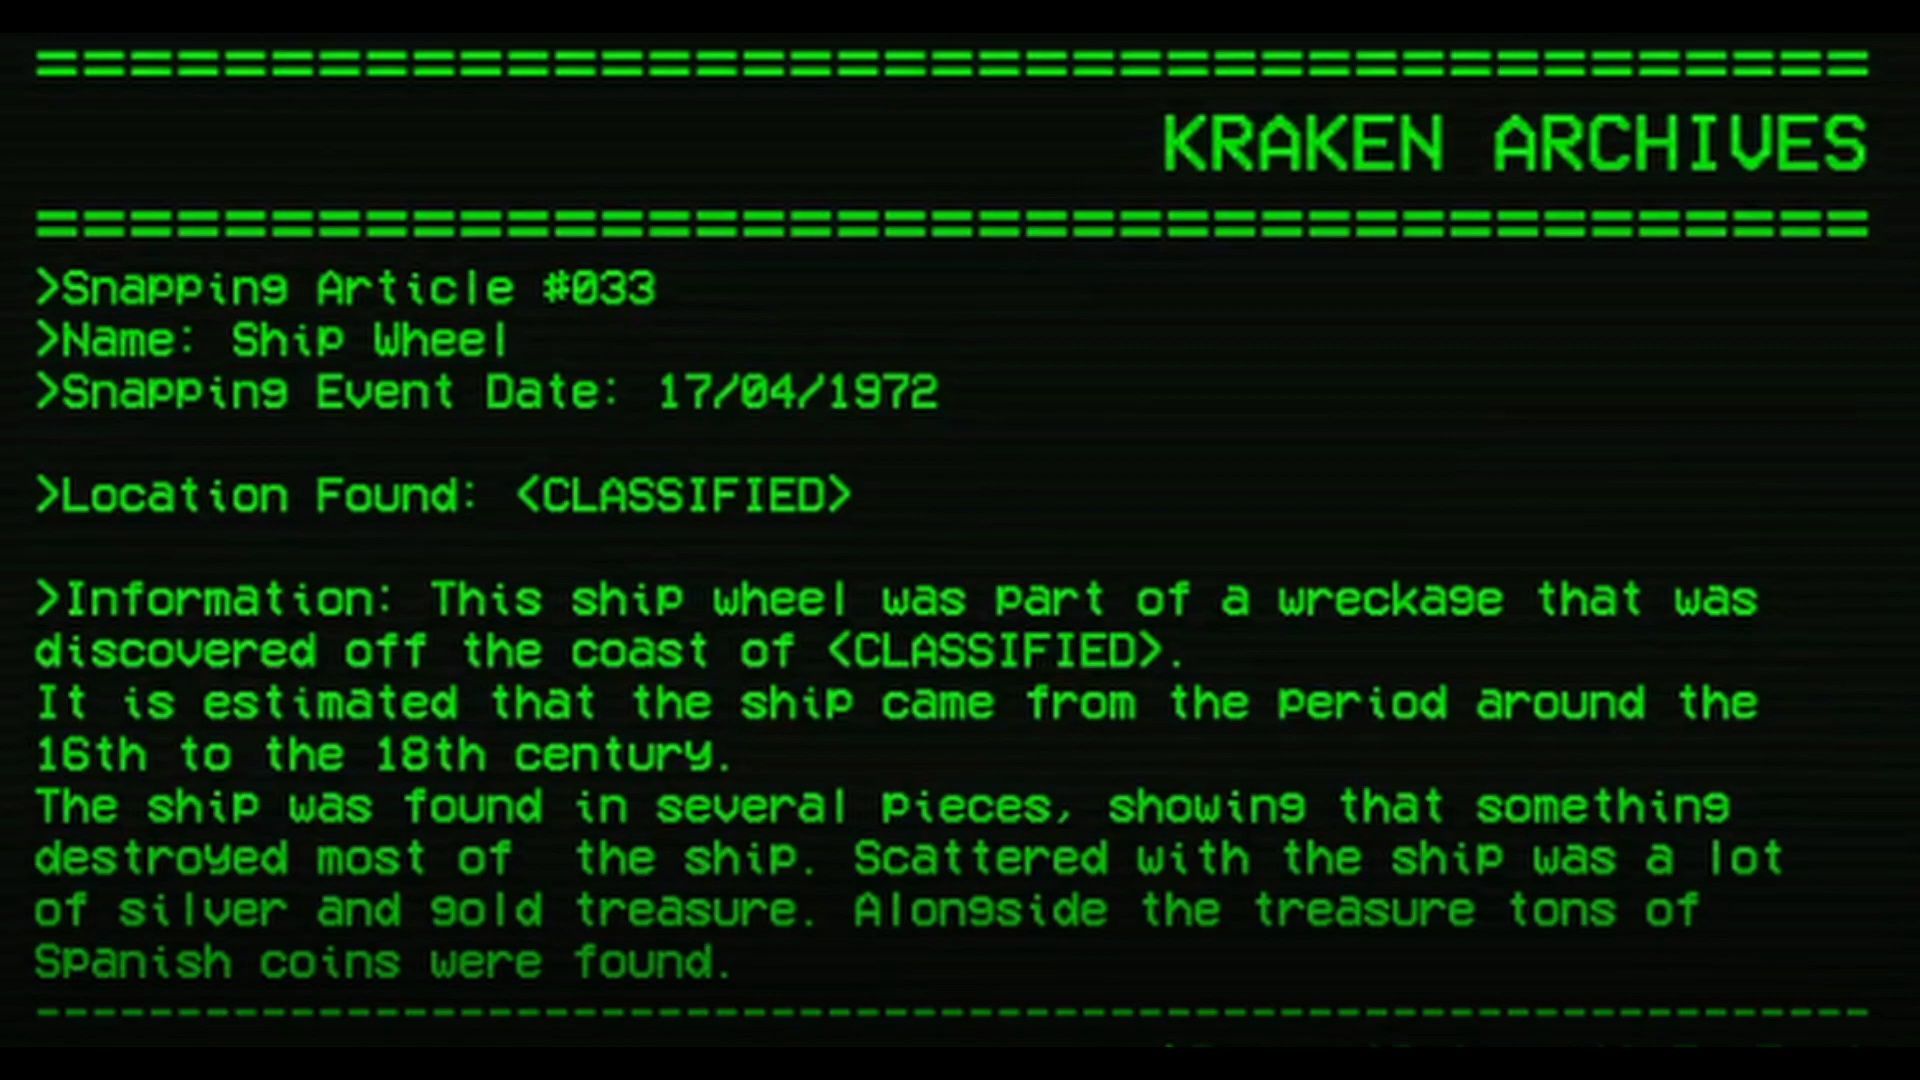 =======================================
KRAKEN ARCHIVES
=======================================
>Snapping Article #033
>Name: Ship Wheel
>Snapping Event Date: 17/04/1972
>Location Found: <CLASSIFIED>
>Information: This ship wheel was part of a wreckage that was
discovered off the coast of <CLASSIFIED>.
It is estimated that the ship came from the period around the
16th to the 18th century.
The ship was found in several pieces, showing that something
destroyed most of  the ship. Scattered with the ship was a lot
of silver and gold treasure. Alongside the treasure tons of
Spanish coins were found.
-----------------------------------------------------------------